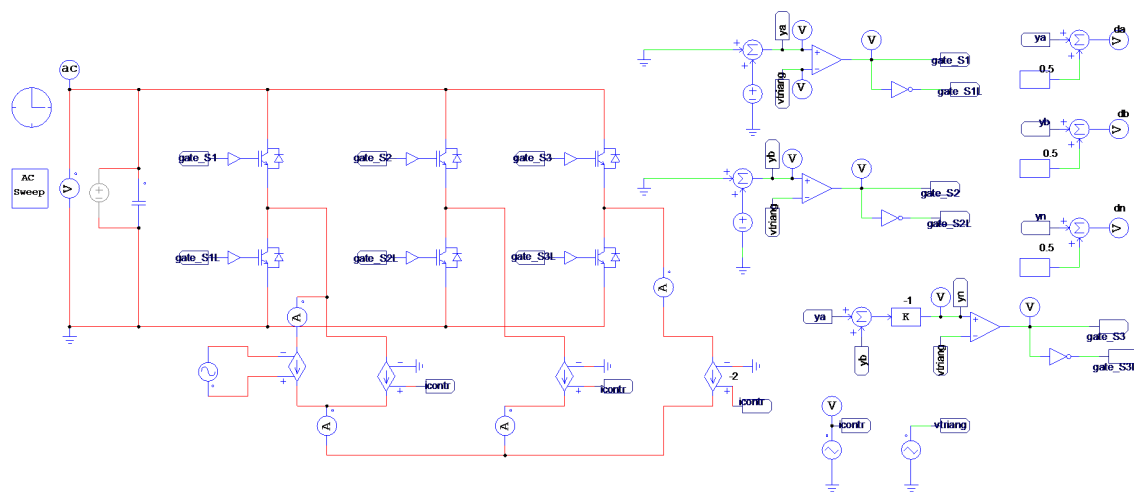 ac
AC
Sweep
V
A
gate_S1
gate_S2
gate_S3
gate_S1L
gate_S2L
gate_S3L
A
icontr
icontr
-2
icontr
A
A
ya
V
V
gate_S1
vtriang
V
gate_S1L
yb
V
V
gate_S2
vtriang
gate_S2L
ya
da
V
0.5
yb
db
V
0.5
yn
dn
V
0.5
ya
-1
K
V
yn
V
yb
vtriang
gate_S3
gate_S3L
V
icontr
vtriang